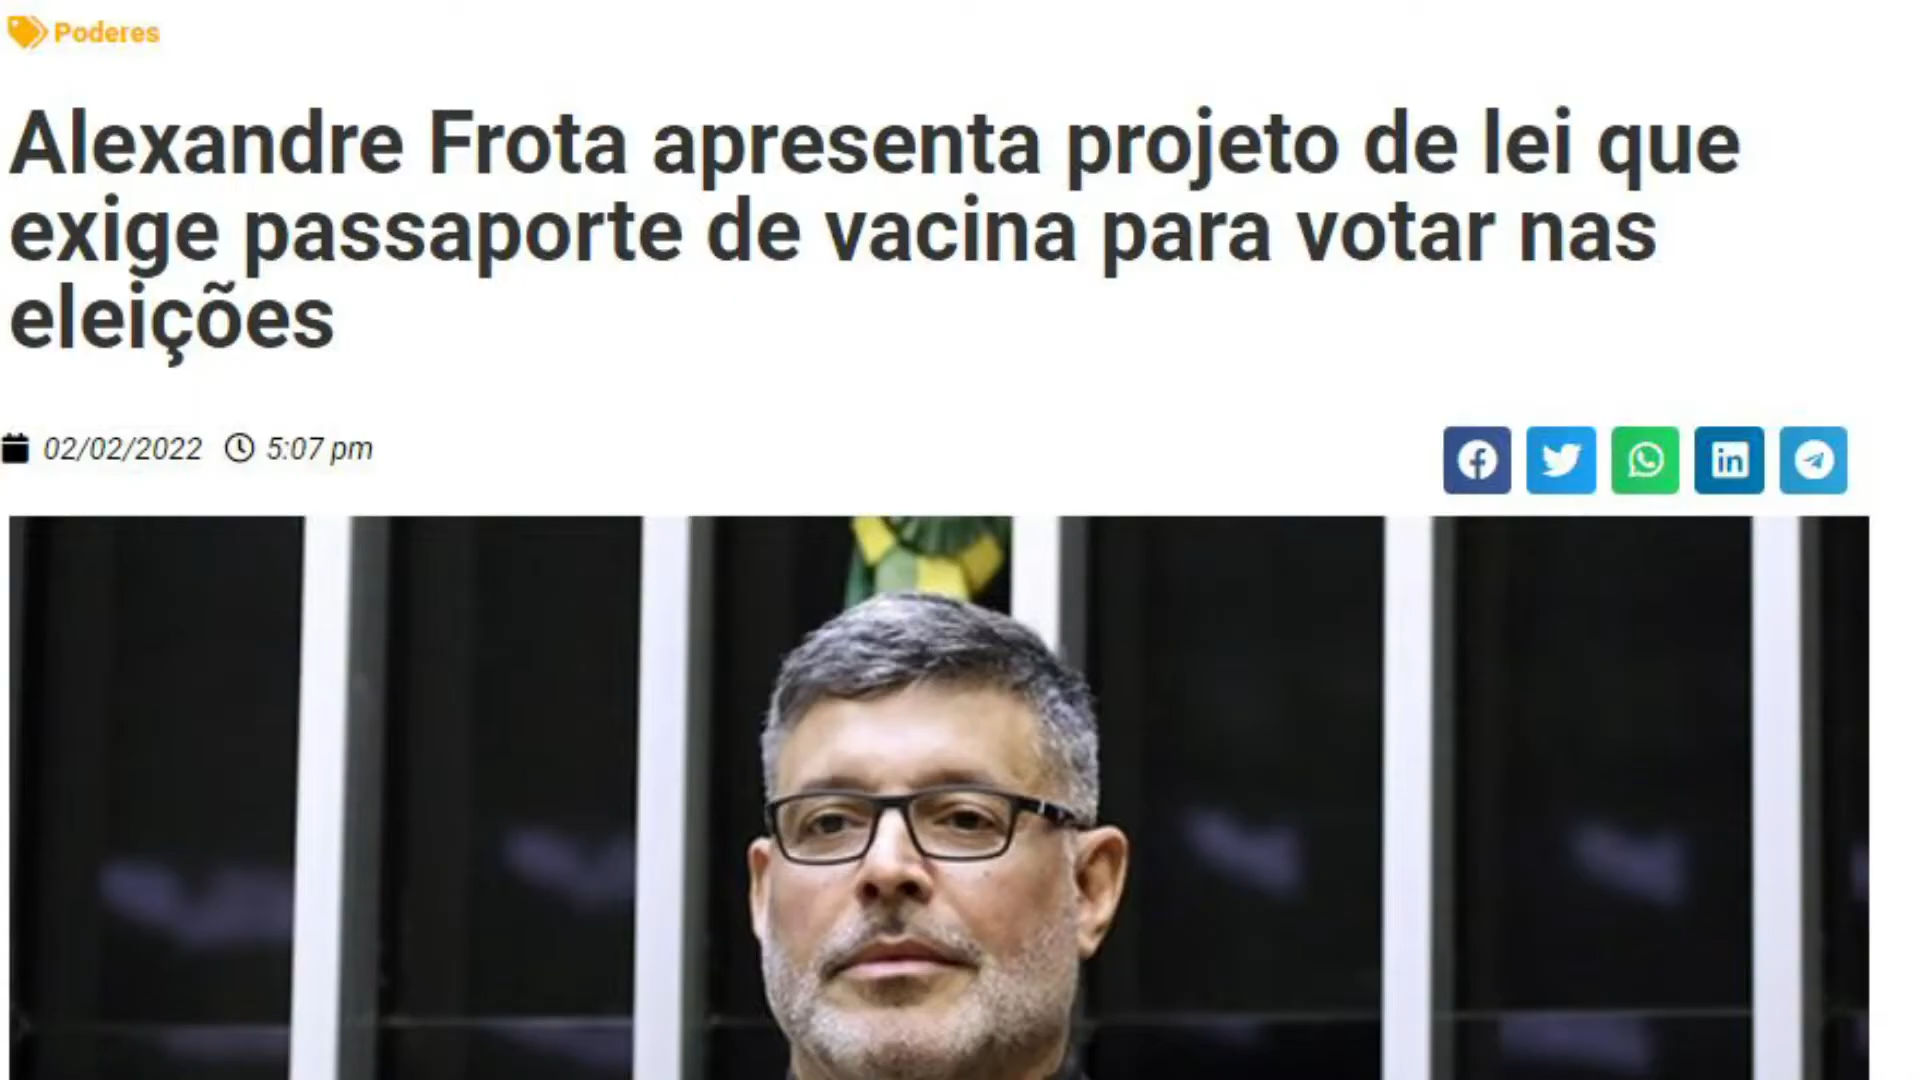 Poderes
Alexandre Frota apresenta projeto de lei que
exige passaporte de vacina para votar nas
eleições
02/02/2022 5:07 pm